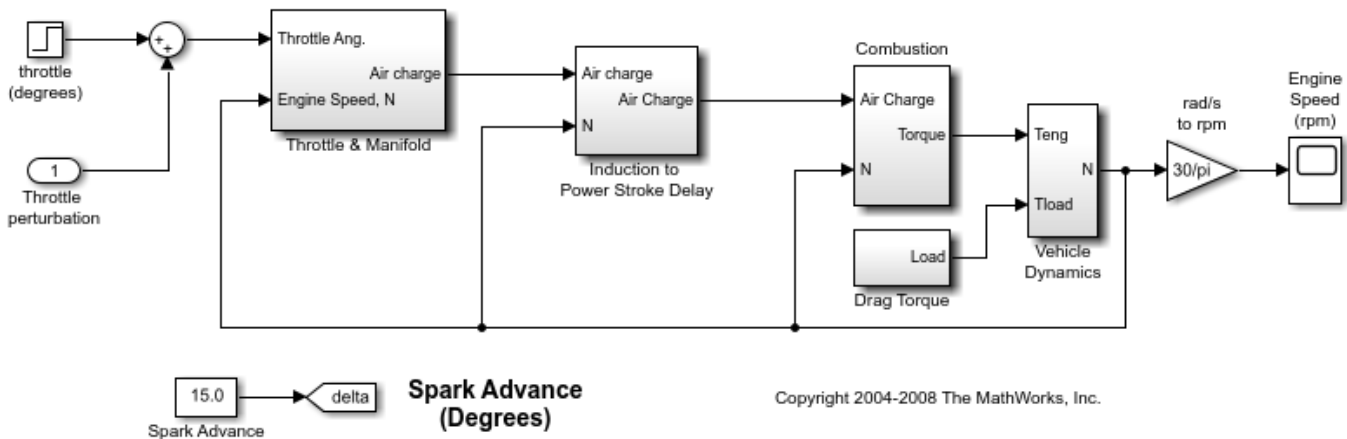 throttle
(degrees)
+
+
1
Throttle
perturbation
Throttle Ang.
Air charge
Engine Speed, N
Throttle & Manifold
Air charge
Air Charge
N
Induction to
Power Stroke Delay
Combustion
Air Charge
Torque
N
Load
Drag Torque
Teng
N
Tload
Vehicle
Dynamics
rad/s
to rpm
30/pi
Engine
Speed
(rpm)
15.0
Spark Advance
delta
Spark Advance
(Degrees)
Copyright 2004-2008 The MathWorks, Inc.